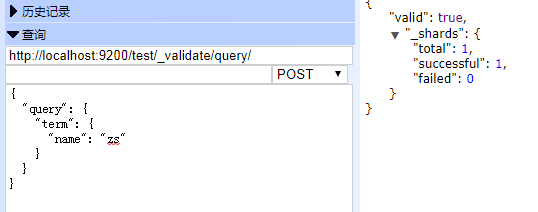 历史记录
查询
http://localhost:9200/test/_validate/query/
POST
{
"query": {
"term": {
"name": "zs"
}
}
}
{
"valid": true,
"_shards": {
"total": 1,
"successful": 1,
"failed": 0
}
}